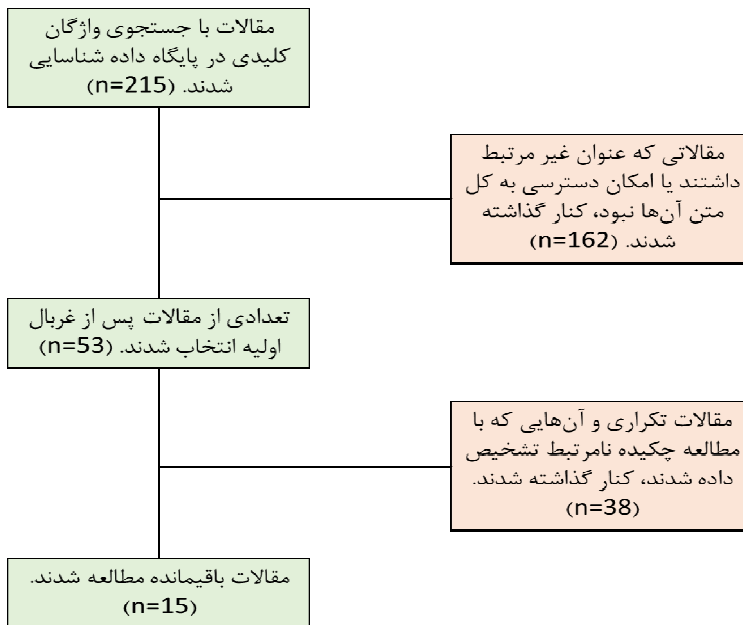 مقالات با جستجوی واژگان
کلیدی در پایگاه داده شناسایی
شدند. (n=215)
مقالاتی که عنوان غیر مرتبط
داشتند یا امکان دسترسی به کل
متن آن‌ها نبود، کنار گذاشته
شدند. (n=162)
تعدادی از مقالات پس از غربال
اولیه انتخاب شدند. (n=53)
مقالات تکراری و آن‌هایی که با
مطالعه چکیده نامرتبط تشخیص
داده شدند، کنار گذاشته شدند.
(n=38)
مقالات باقیمانده مطالعه شدند.
(n=15)